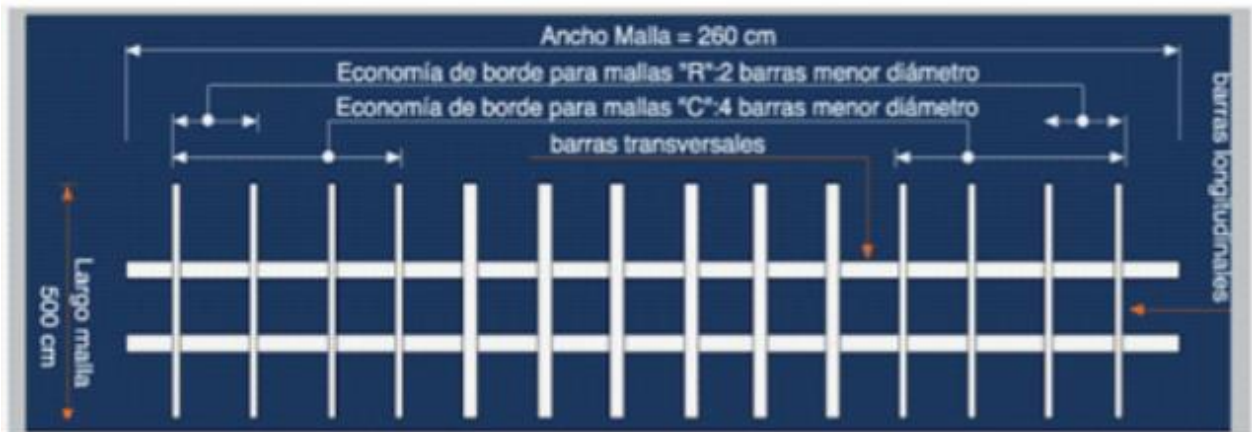 Ancho Malla = 260 cm
Economía de borde para mallas "R":2 barras menor diámetro
Economía de borde para mallas "C":4 barras menor diámetro
barras transversales
barras longitudinales
Largo malla
500 cm